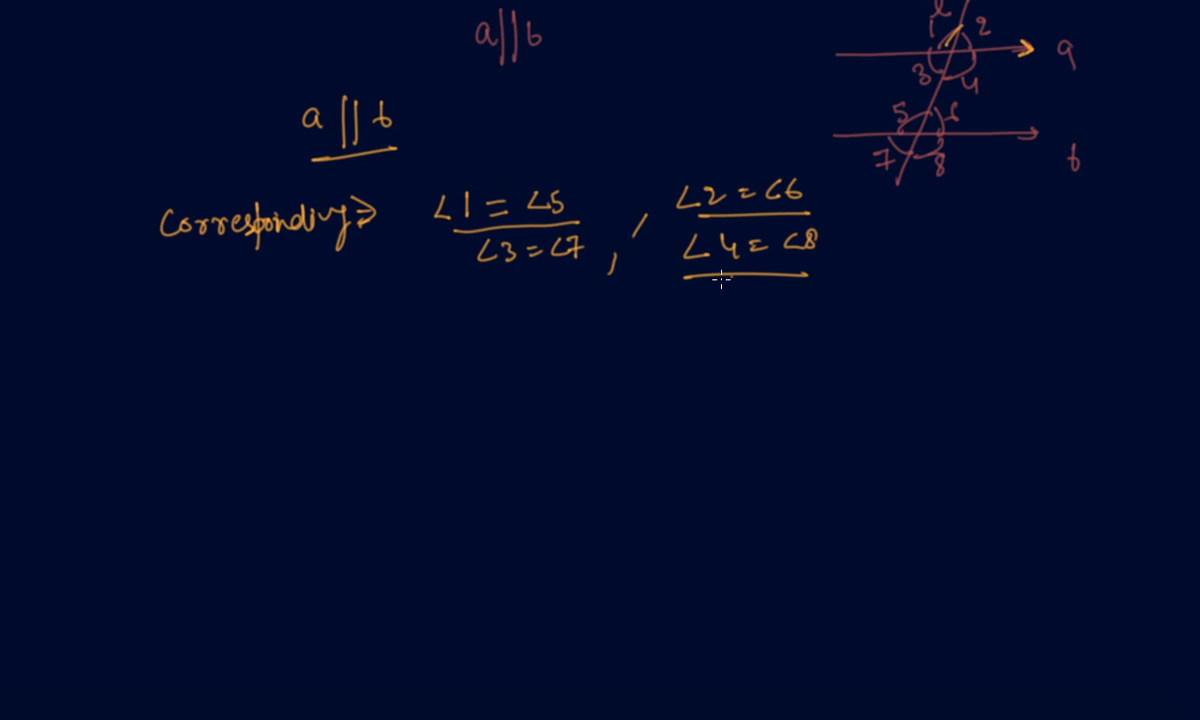 a||b
l
1 2
a
3 4
a||b
5 6
b
7 8
Corresponding => ∠1 = ∠5 , ∠2 = ∠6
∠3 = ∠7 , ∠4 = ∠8